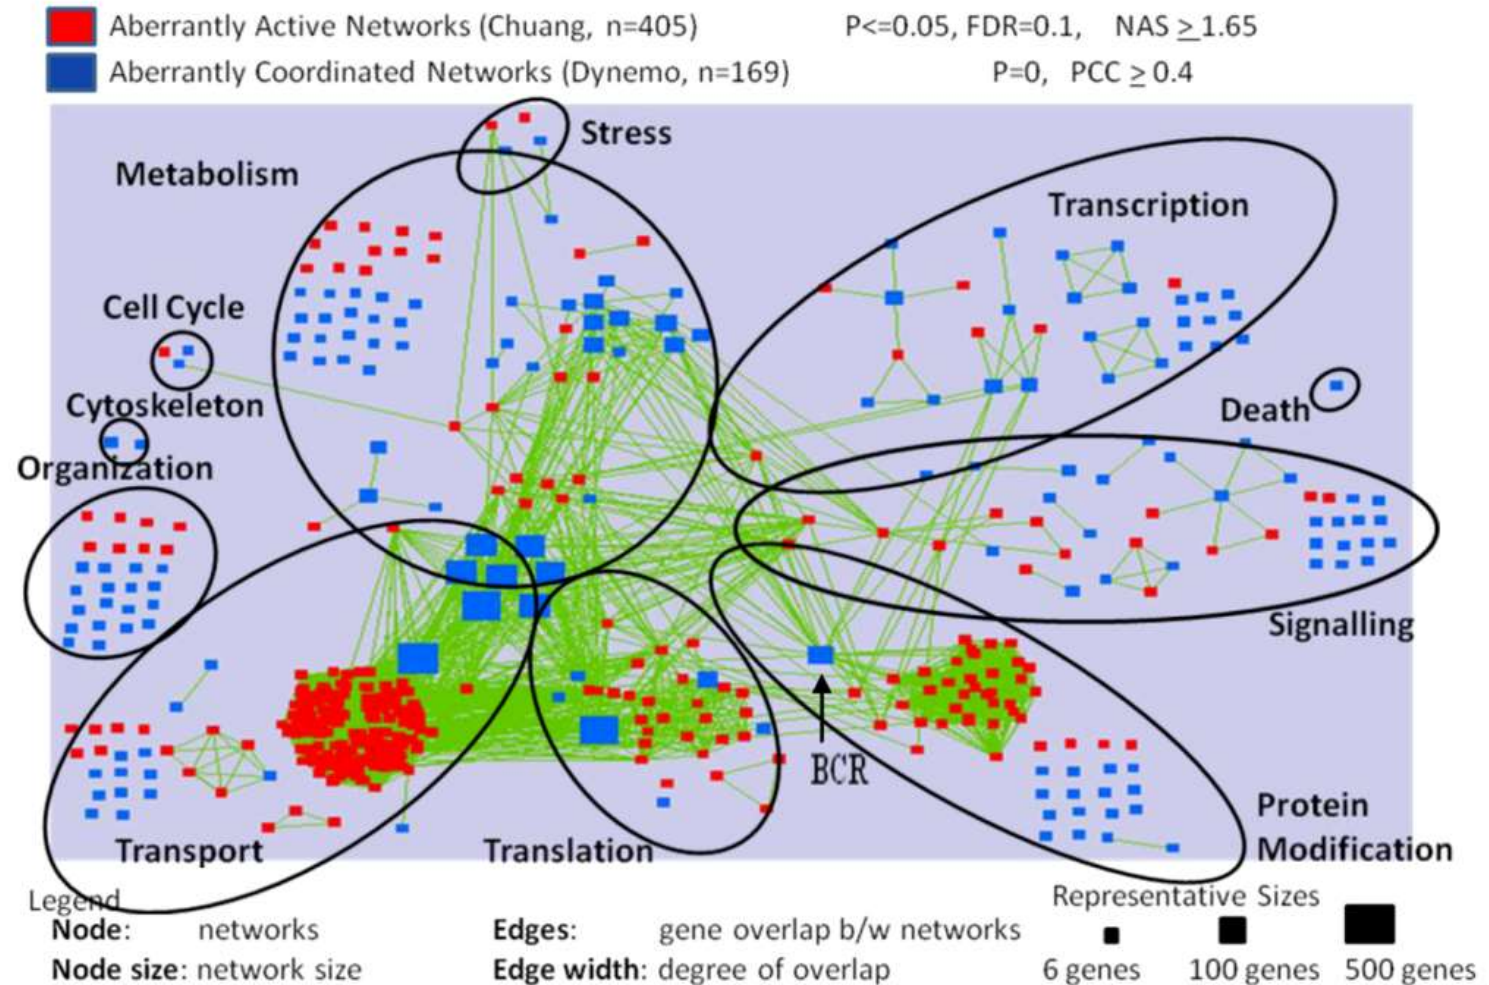 Aberrantly Active Networks (Chuang, n=405) P<=0.05, FDR=0.1, NAS ≥1.65
Aberrantly Coordinated Networks (Dynemo, n=169) P=0, PCC ≥ 0.4
Stress
Metabolism
Transcription
Cell Cycle
Cytoskeleton
Death
Organization
Signalling
BCR
Protein
Modification
Transport
Translation
Legend
Representative Sizes
Node: networks Edges: gene overlap b/w networks
Node size: network size Edge width: degree of overlap 6 genes 100 genes 500 genes